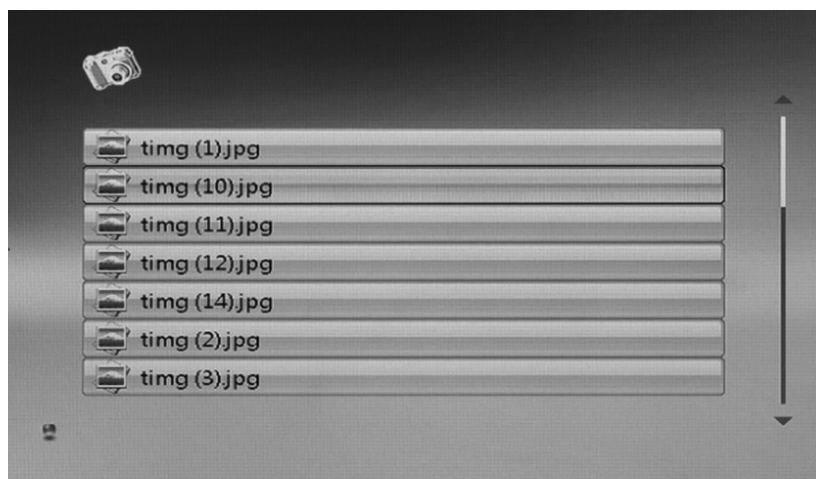 timg (1).jpg
timg (10).jpg
timg (11).jpg
timg (12).jpg
timg (14).jpg
timg (2).jpg
timg (3).jpg